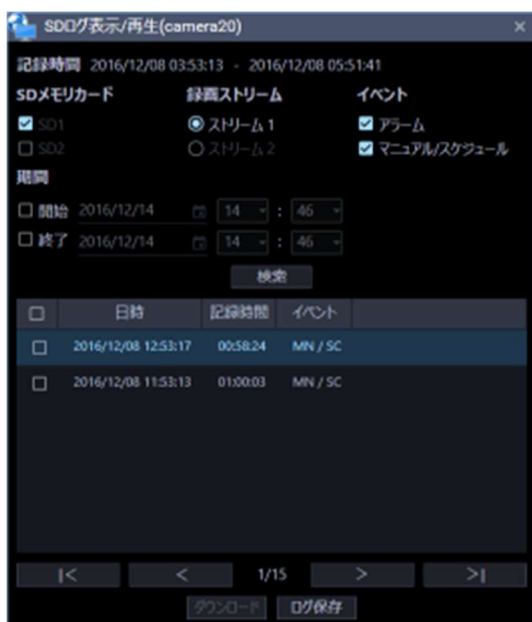 SDログ表示/再生(camera20)
記録時間 2016/12/08 03:53:13 - 2016/12/08 05:51:41
SDメモリカード 録画ストリーム イベント
SD1 ストリーム 1 アラーム
SD2 ストリーム 2 マニュアル/スケジュール
期間
開始 2016/12/14 14 : 46
終了 2016/12/14 14 : 46
検索
日時 記録時間 イベント
2016/12/08 12:53:17 00:58:24 MN / SC
2016/12/08 11:53:13 01:00:03 MN / SC
|< < 1/15 > >|
ダウンロード ログ保存